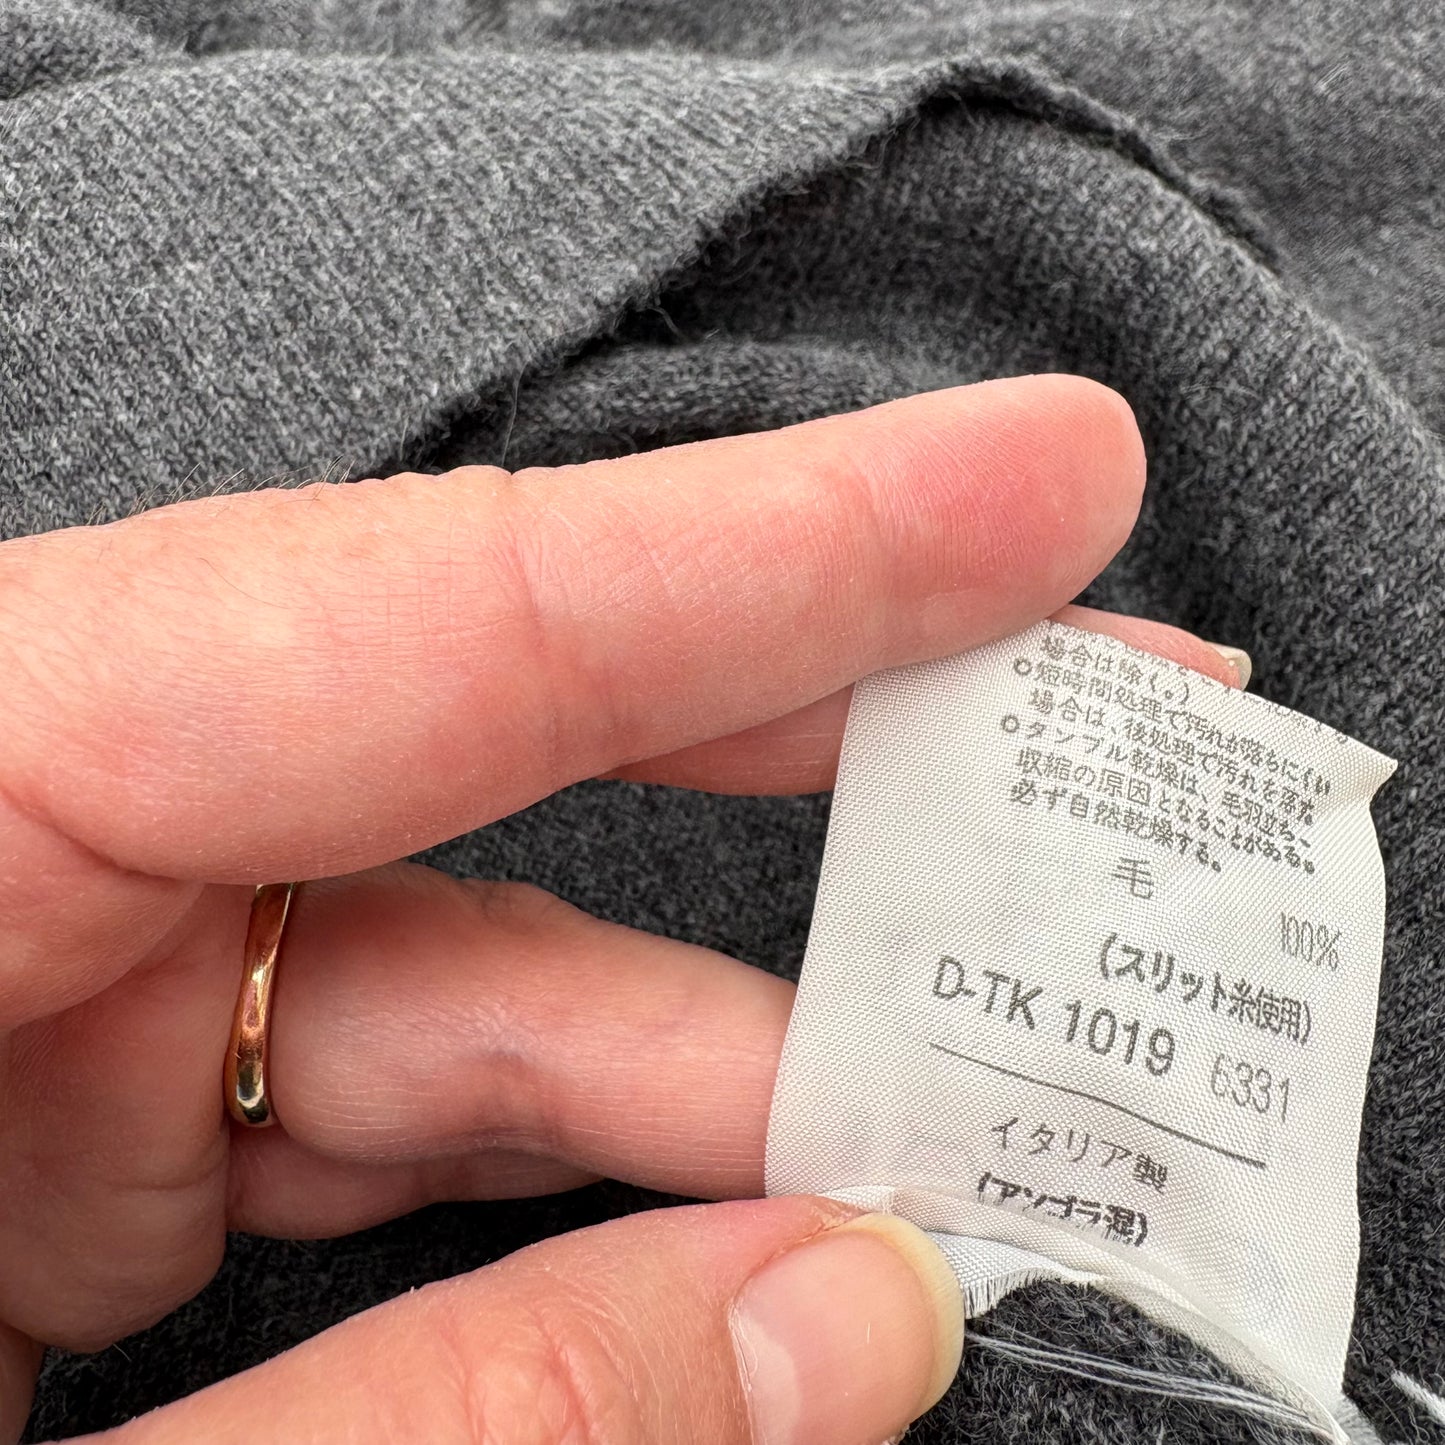 場合は除く。)
○短時間処理で汚れが落ちにくい
場合は、後処理で汚れを落す。
○タンブル乾燥は、毛羽立ち、
収縮の原因となることがある。
必ず自然乾燥する。
毛
100%
(スリット糸使用)
D-TK 1019 6331
イタリア製
(アンゴラ混)